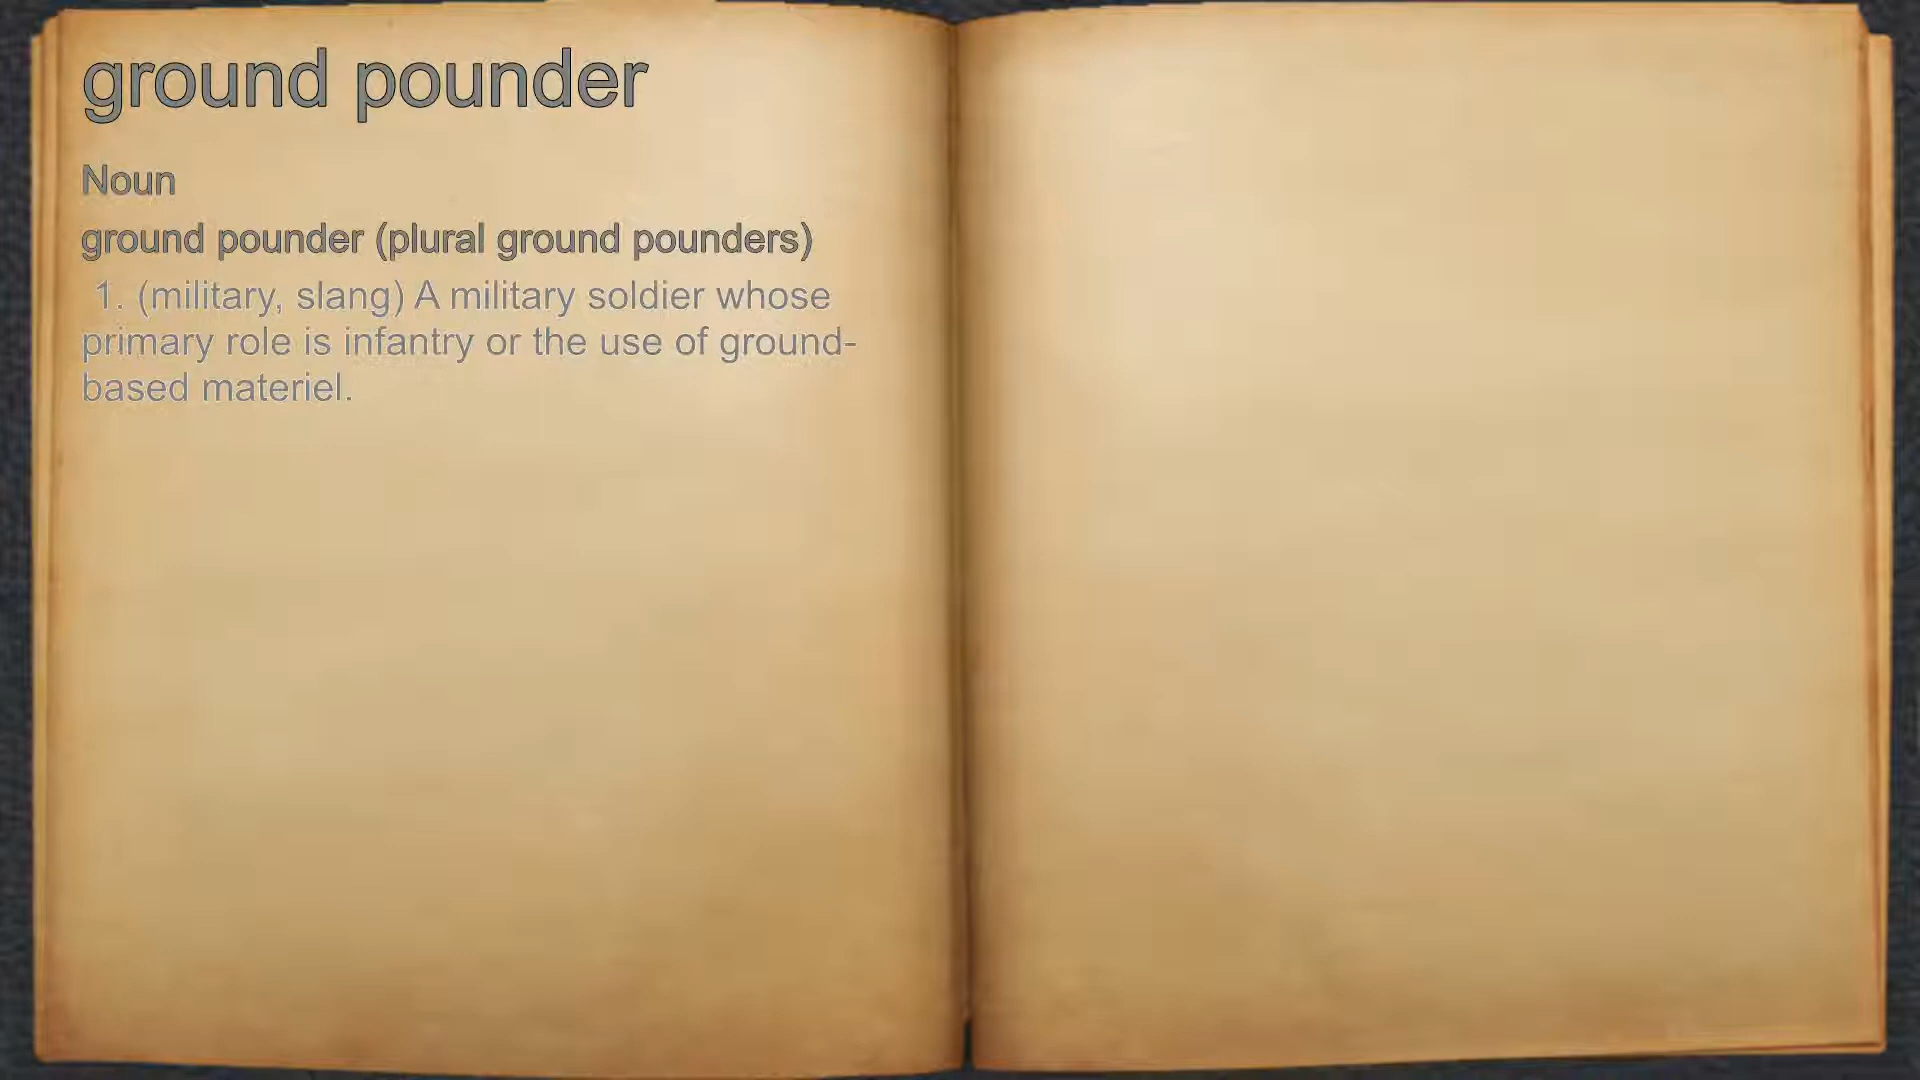 ground pounder
Noun
ground pounder (plural ground pounders)
1. (military, slang) A military soldier whose
primary role is infantry or the use of ground-
based materiel.